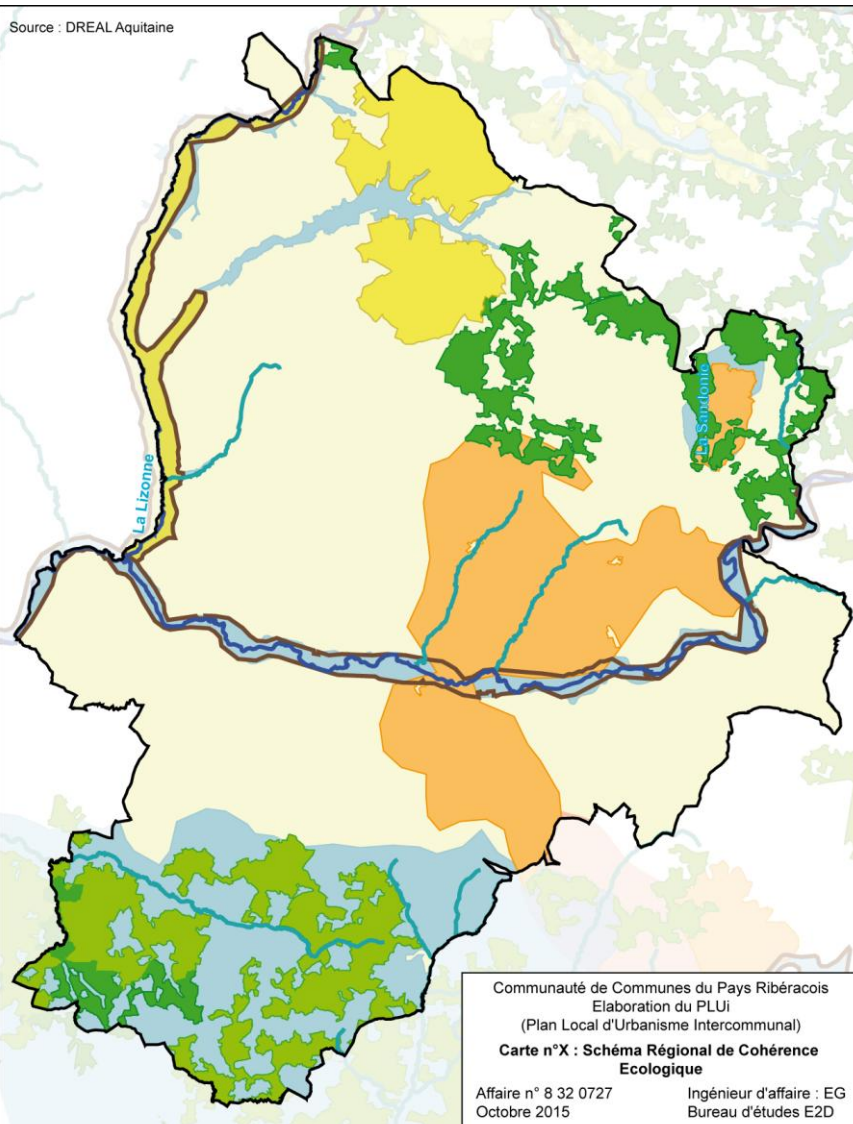 Source : DREAL Aquitaine
La Sandonie
La Lizonne
Communauté de Communes du Pays Ribéracois
Elaboration du PLUi
(Plan Local d'Urbanisme Intercommunal)
Carte n°X : Schéma Régional de Cohérence
Ecologique
Affaire n° 8 32 0727
Ingénieur d'affaire : EG
Octobre 2015
Bureau d'études E2D